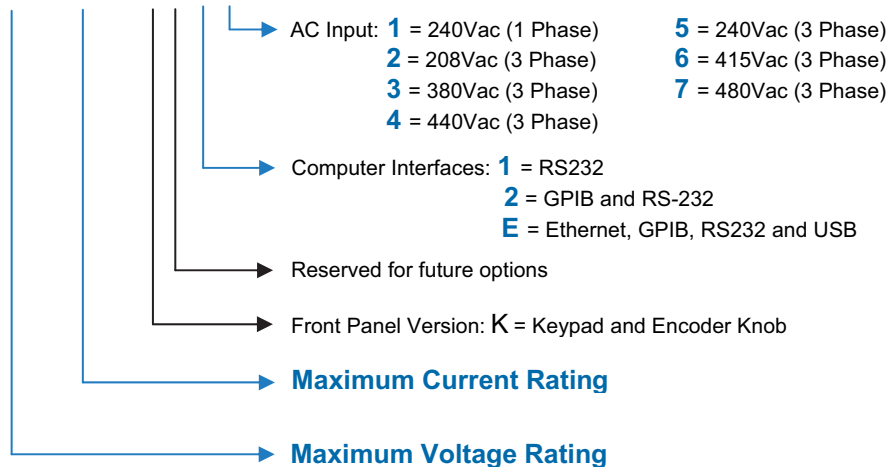 AC Input: 1 = 240Vac (1 Phase) 5 = 240Vac (3 Phase)
2 = 208Vac (3 Phase) 6 = 415Vac (3 Phase)
3 = 380Vac (3 Phase) 7 = 480Vac (3 Phase)
4 = 440Vac (3 Phase)
Computer Interfaces: 1 = RS232
2 = GPIB and RS-232
E = Ethernet, GPIB, RS232 and USB
Reserved for future options
Front Panel Version: K = Keypad and Encoder Knob
Maximum Current Rating
Maximum Voltage Rating